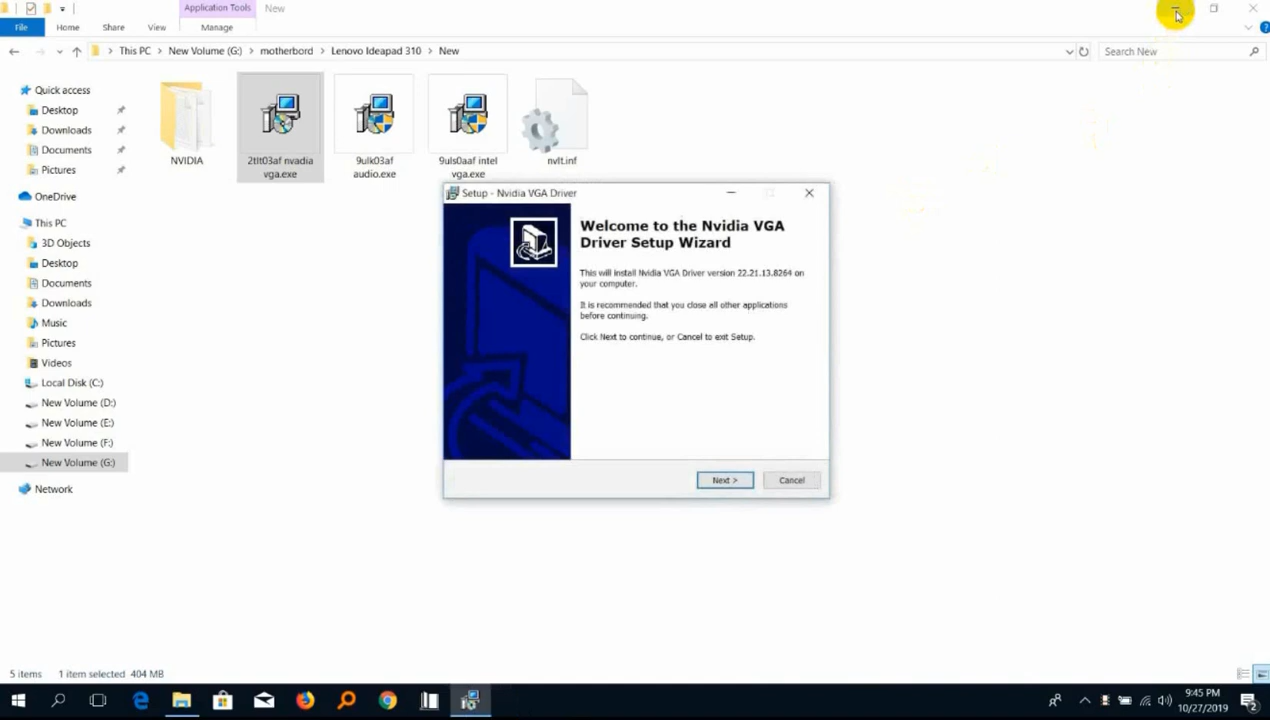 Application Tools New
File Home Share View Manage
This PC New Volume (G:) motherbord Lenovo Ideapad 310 New Search New
Quick access
Desktop
Downloads
Documents
Pictures
OneDrive
This PC
3D Objects
Desktop
Documents
Downloads
Music
Pictures
Videos
Local Disk (C:)
New Volume (D:)
New Volume (E:)
New Volume (F:)
New Volume (G:)
Network
NVIDIA
2tlt03af nvadia
vga.exe
9ulk03af
audio.exe
9uls0aaf intel
vga.exe
nvlt.inf
Setup - Nvidia VGA Driver
Welcome to the Nvidia VGA
Driver Setup Wizard
This will install Nvidia VGA Driver version 22.21.13.8264 on
your computer.
It is recommended that you close all other applications
before continuing.
Click Next to continue, or Cancel to exit Setup.
Next > Cancel
5 items 1 item selected 404 MB
9:45 PM
10/27/2019
2